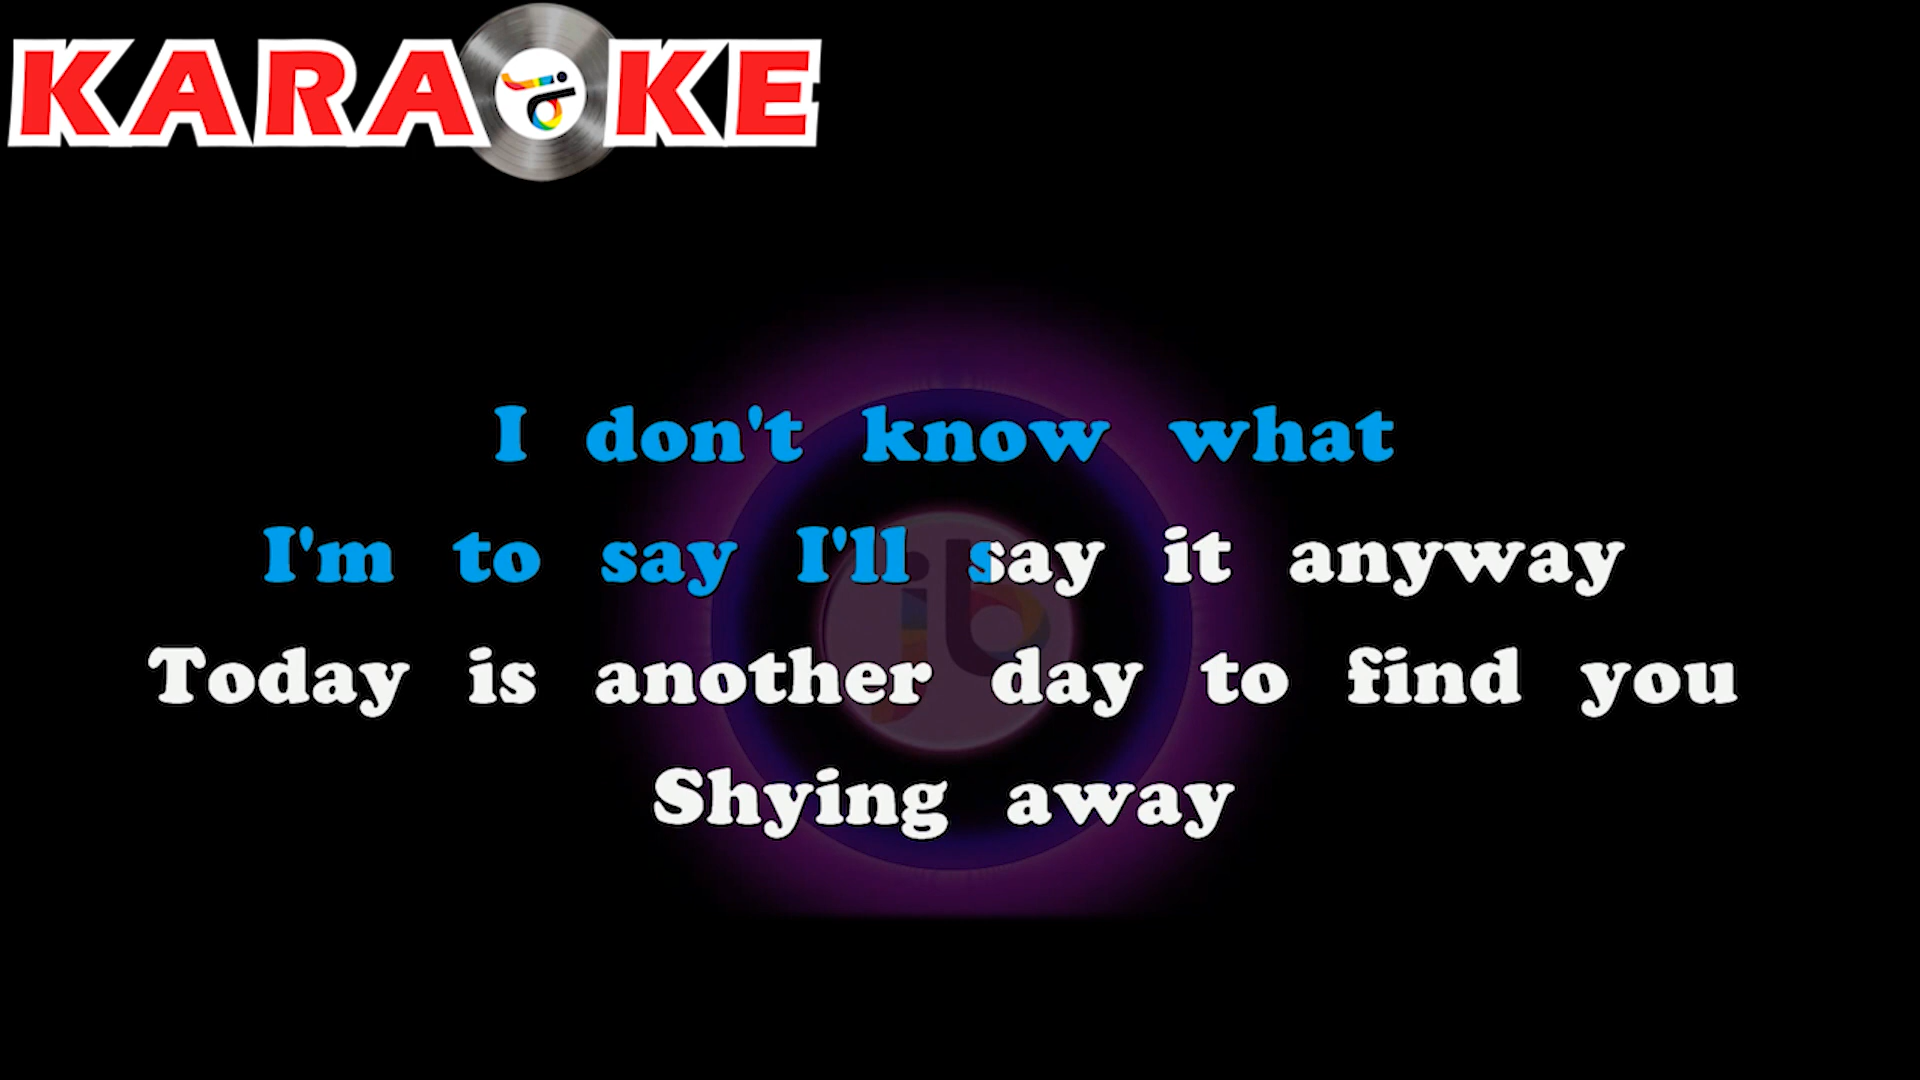 KARAOKE
I don't know what
I'm to say I'll say it anyway
Today is another day to find you
Shying away
jb